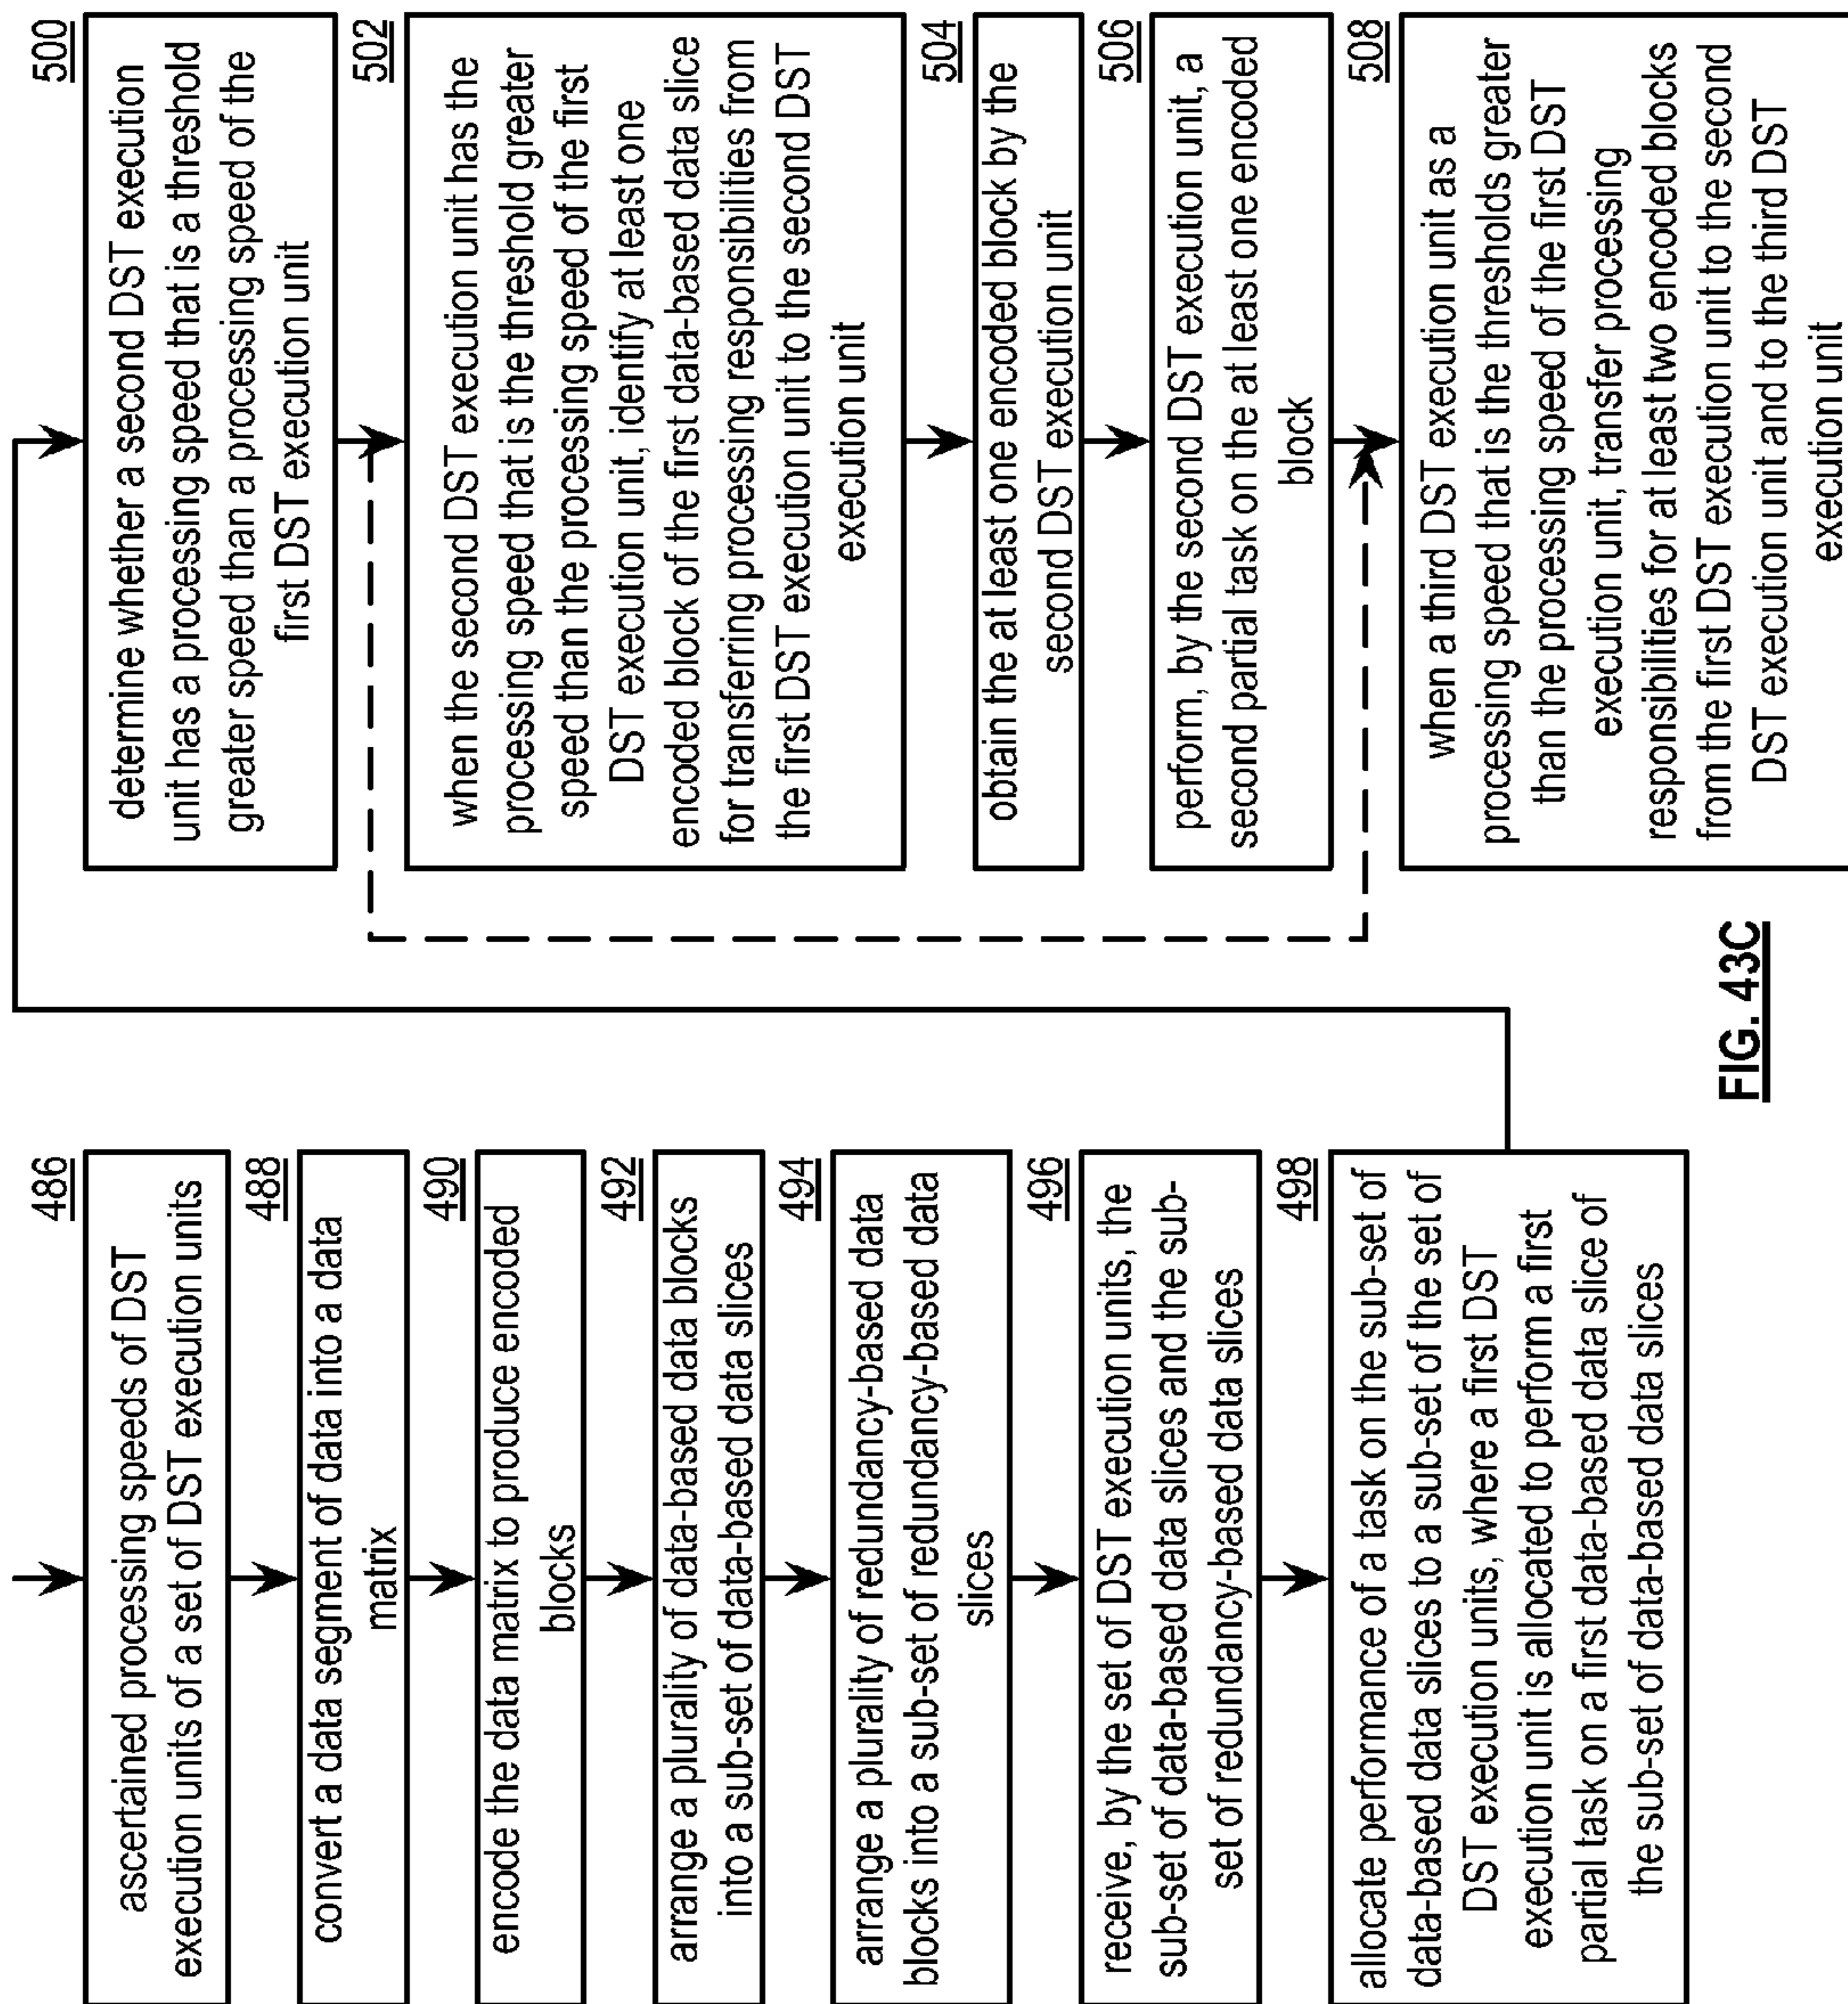 486
ascertained processing speeds of DST
execution units of a set of DST execution units
488
convert a data segment of data into a data
matrix
490
encode the data matrix to produce encoded
blocks
492
arrange a plurality of data-based data blocks
into a sub-set of data-based data slices
494
arrange a plurality of redundancy-based data
blocks into a sub-set of redundancy-based data
slices
496
receive, by the set of DST execution units, the
sub-set of data-based data slices and the sub-
set of redundancy-based data slices
498
allocate performance of a task on the sub-set of
data-based data slices to a sub-set of the set of
DST execution units, where a first DST
execution unit is allocated to perform a first
partial task on a first data-based data slice of
the sub-set of data-based data slices
500
determine whether a second DST execution
unit has a processing speed that is a threshold
greater speed than a processing speed of the
first DST execution unit
502
when the second DST execution unit has the
processing speed that is the threshold greater
speed than the processing speed of the first
DST execution unit, identify at least one
encoded block of the first data-based data slice
for transferring processing responsibilities from
the first DST execution unit to the second DST
execution unit
504
obtain the at least one encoded block by the
second DST execution unit
506
perform, by the second DST execution unit, a
second partial task on the at least one encoded
block
508
when a third DST execution unit as a
processing speed that is the thresholds greater
than the processing speed of the first DST
execution unit, transfer processing
responsibilities for at least two encoded blocks
from the first DST execution unit to the second
DST execution unit and to the third DST
execution unit
FIG. 43C